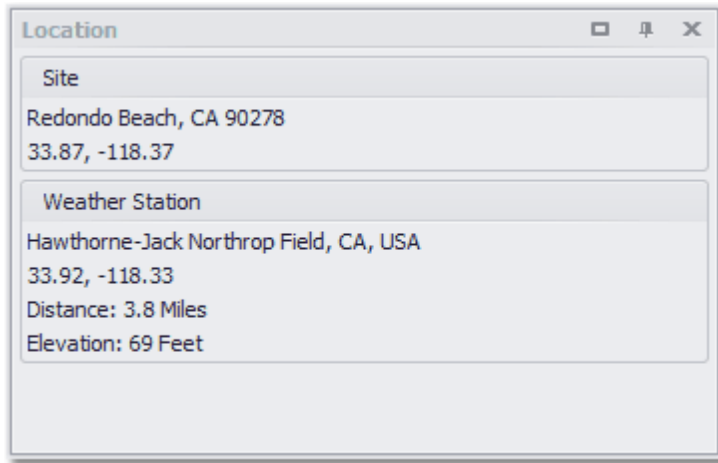 Location
Site
Redondo Beach, CA 90278
33.87, -118.37
Weather Station
Hawthorne-Jack Northrop Field, CA, USA
33.92, -118.33
Distance: 3.8 Miles
Elevation: 69 Feet